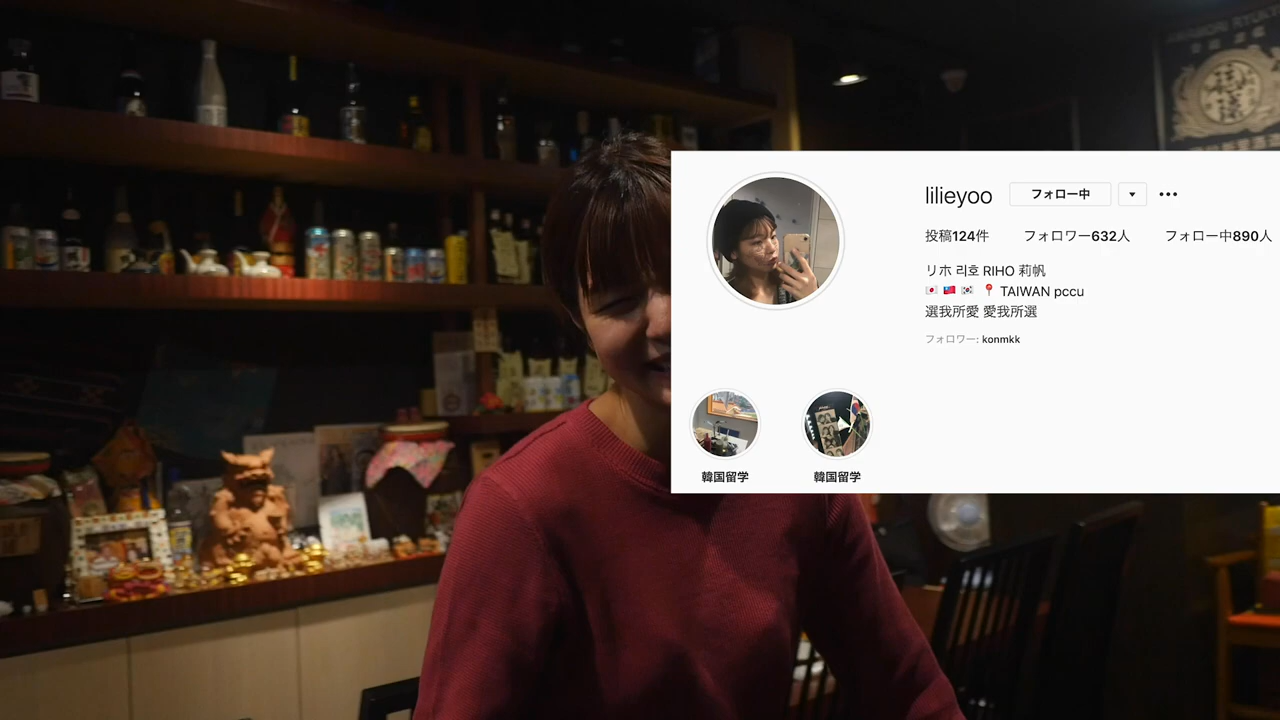 lilieyoo フォロー中 ▼ •••
投稿124件 フォロワー632人 フォロー中890人
リホ 리호 RIHO 莉帆
🇯🇵 🇹🇼 🇰🇷 📍 TAIWAN pccu
選我所愛 愛我所選
フォロワー: konmkk
韓国留学 韓国留学